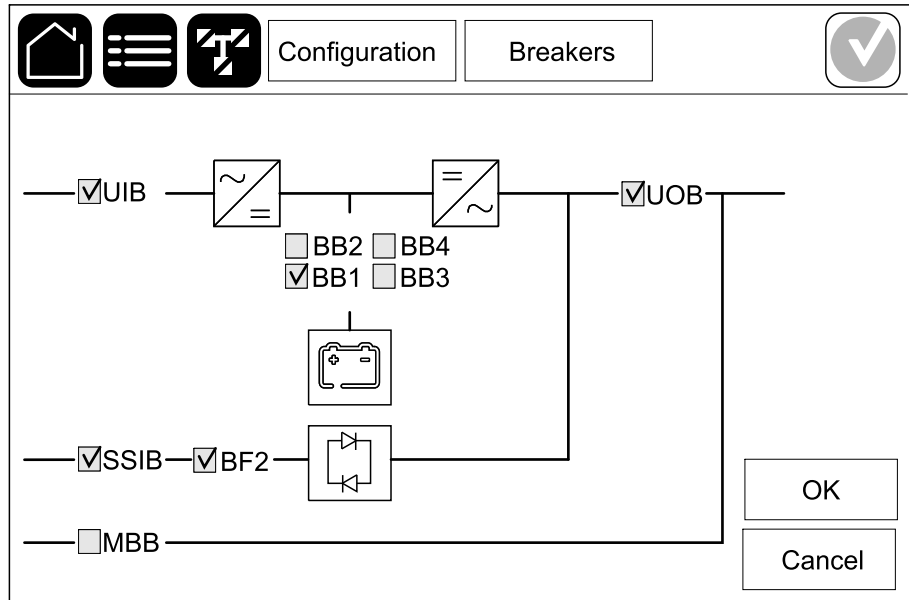 Configuration Breakers
UIB UOB
BB2 BB4
BB1 BB3
SSIB BF2
OK
MBB
Cancel